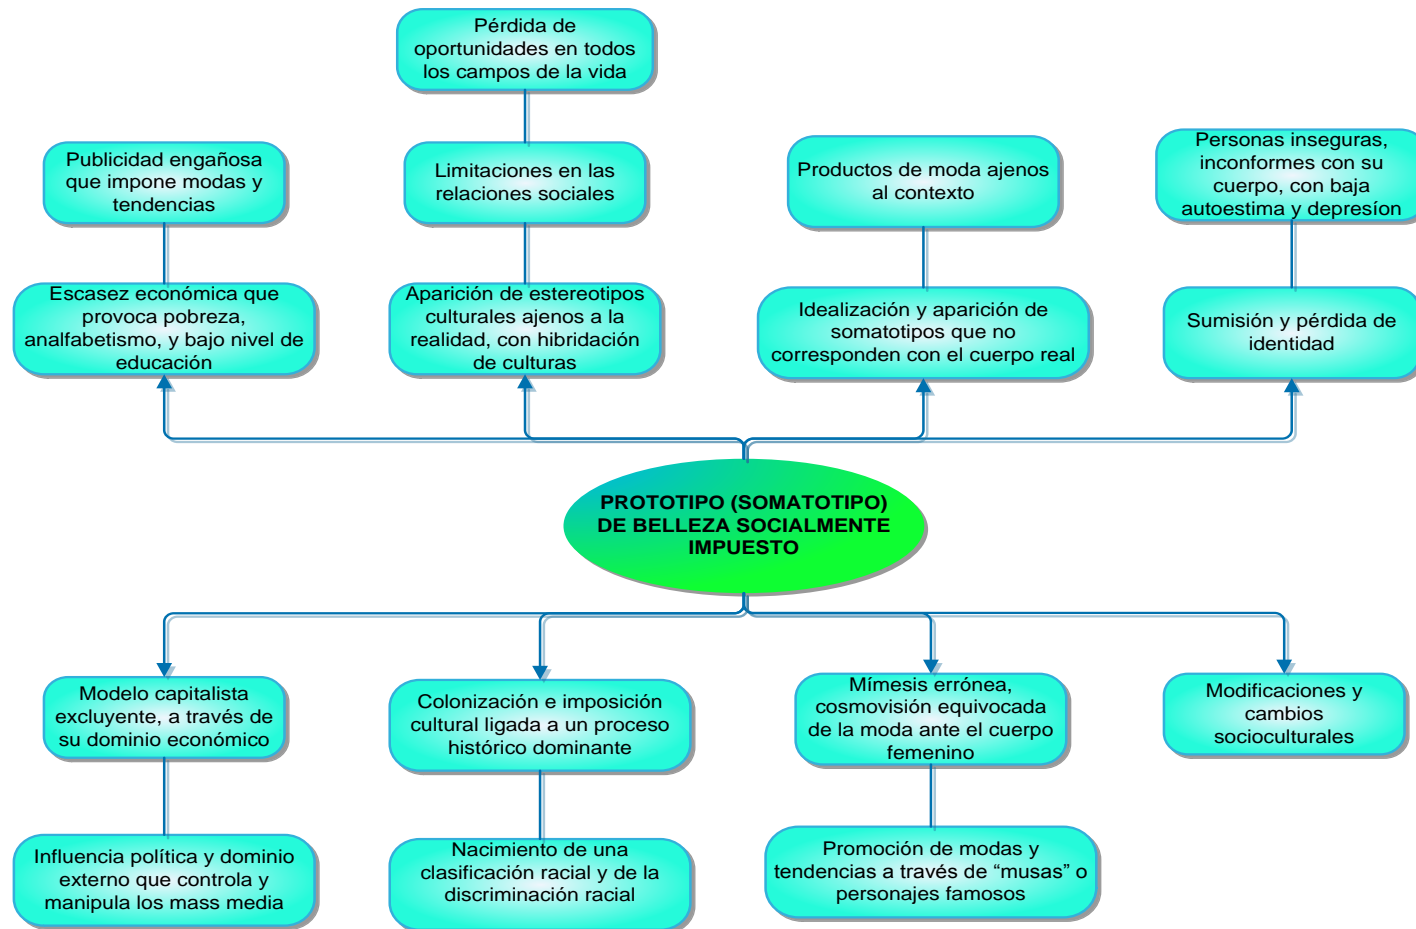 Pérdida de
oportunidades en todos
los campos de la vida
Publicidad engañosa
que impone modas y
tendencias
Limitaciones en las
relaciones sociales
Productos de moda ajenos
al contexto
Personas inseguras,
inconformes con su
cuerpo, con baja
autoestima y depresíon
Escasez económica que
provoca pobreza,
analfabetismo, y bajo nivel de
educación
Aparición de estereotipos
culturales ajenos a la
realidad, con hibridación
de culturas
Idealización y aparición de
somatotipos que no
corresponden con el cuerpo real
Sumisión y pérdida de
identidad
PROTOTIPO (SOMATOTIPO)
DE BELLEZA SOCIALMENTE
IMPUESTO
Modelo capitalista
excluyente, a través de
su dominio económico
Colonización e imposición
cultural ligada a un proceso
histórico dominante
Mímesis errónea,
cosmovisión equivocada
de la moda ante el cuerpo
femenino
Modificaciones y
cambios
socioculturales
Influencia política y dominio
externo que controla y
manipula los mass media
Nacimiento de una
clasificación racial y de la
discriminación racial
Promoción de modas y
tendencias a través de “musas” o
personajes famosos